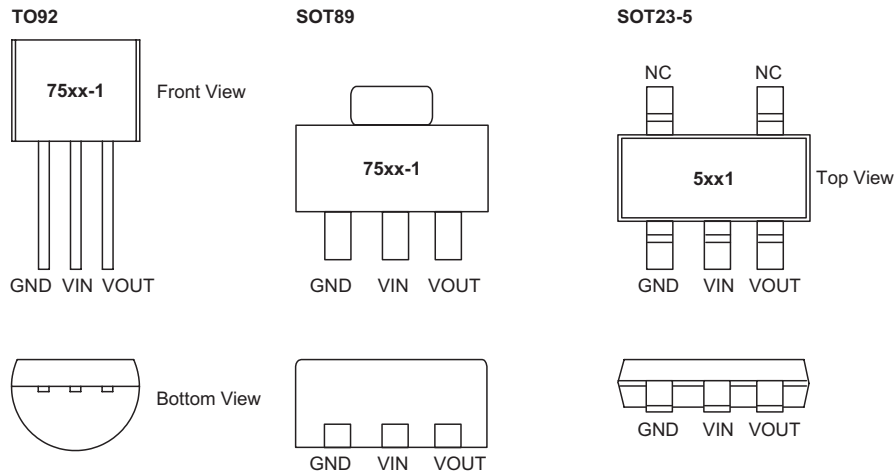 TO92
SOT89
SOT23-5
NC NC
75xx-1
Front View
75xx-1
5xx1
Top View
GND VIN VOUT
GND VIN VOUT
GND VIN VOUT
Bottom View
GND VIN VOUT
GND VIN VOUT